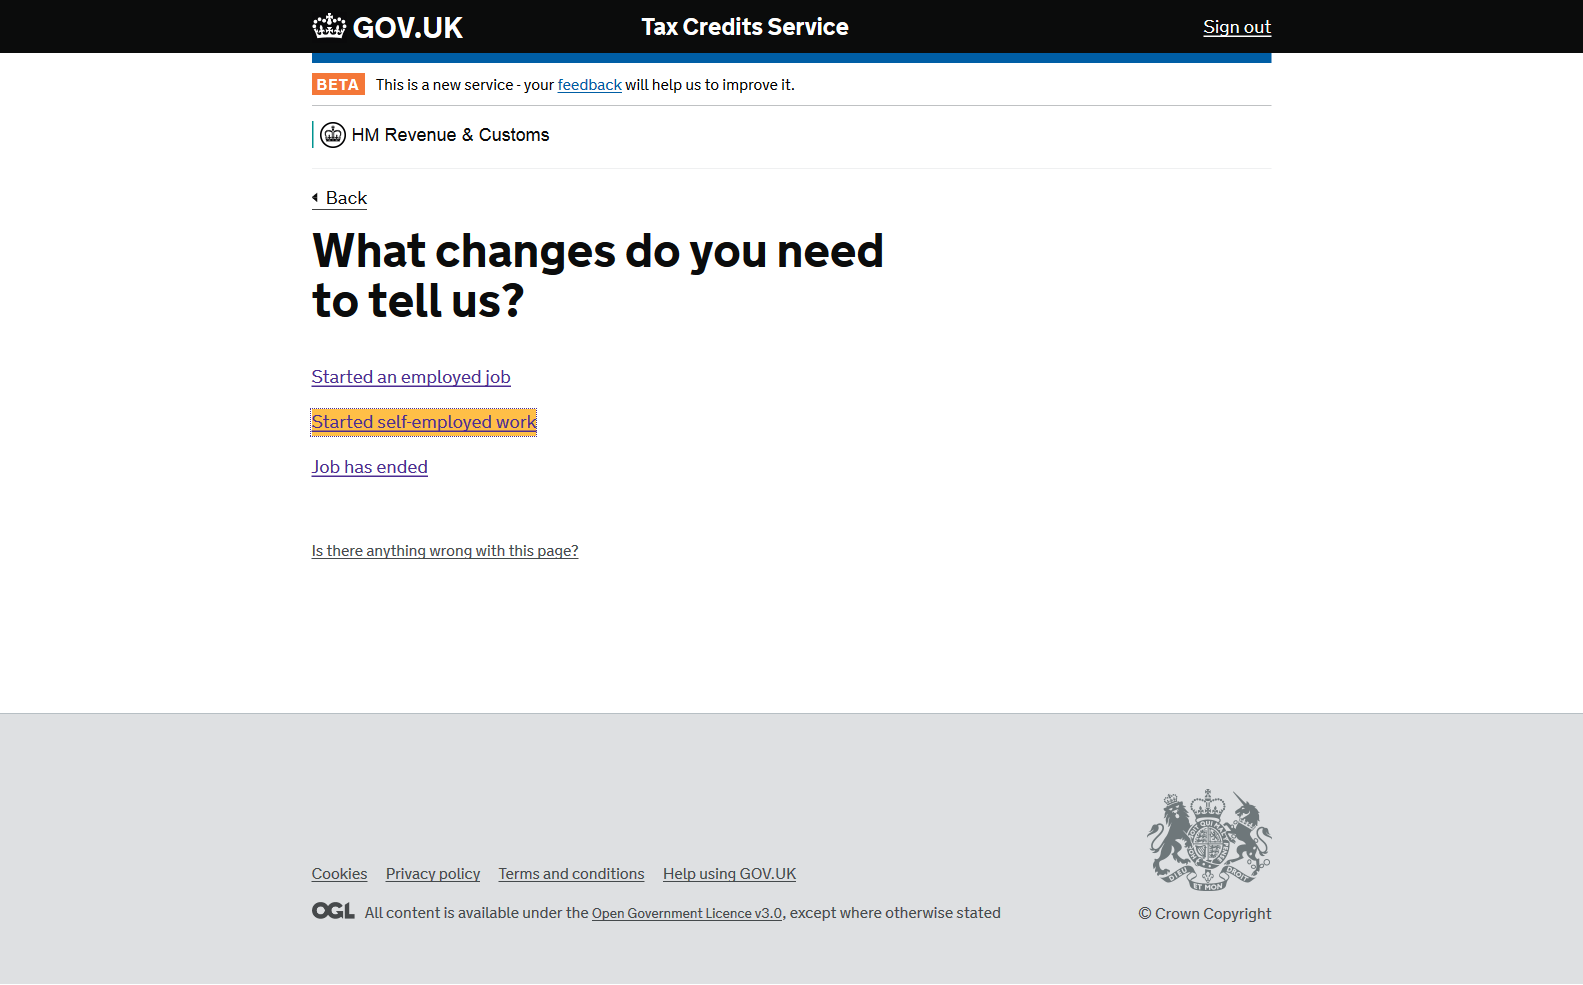 GOV.UK Tax Credits Service Sign out
BETA This is a new service - your feedback will help us to improve it.
HM Revenue & Customs
Back
What changes do you need
to tell us?
Started an employed job
Started self-employed work
Job has ended
Is there anything wrong with this page?
Cookies Privacy policy Terms and conditions Help using GOV.UK
OGL All content is available under the Open Government Licence v3.0, except where otherwise stated
DIEU ET MON DROIT
© Crown Copyright